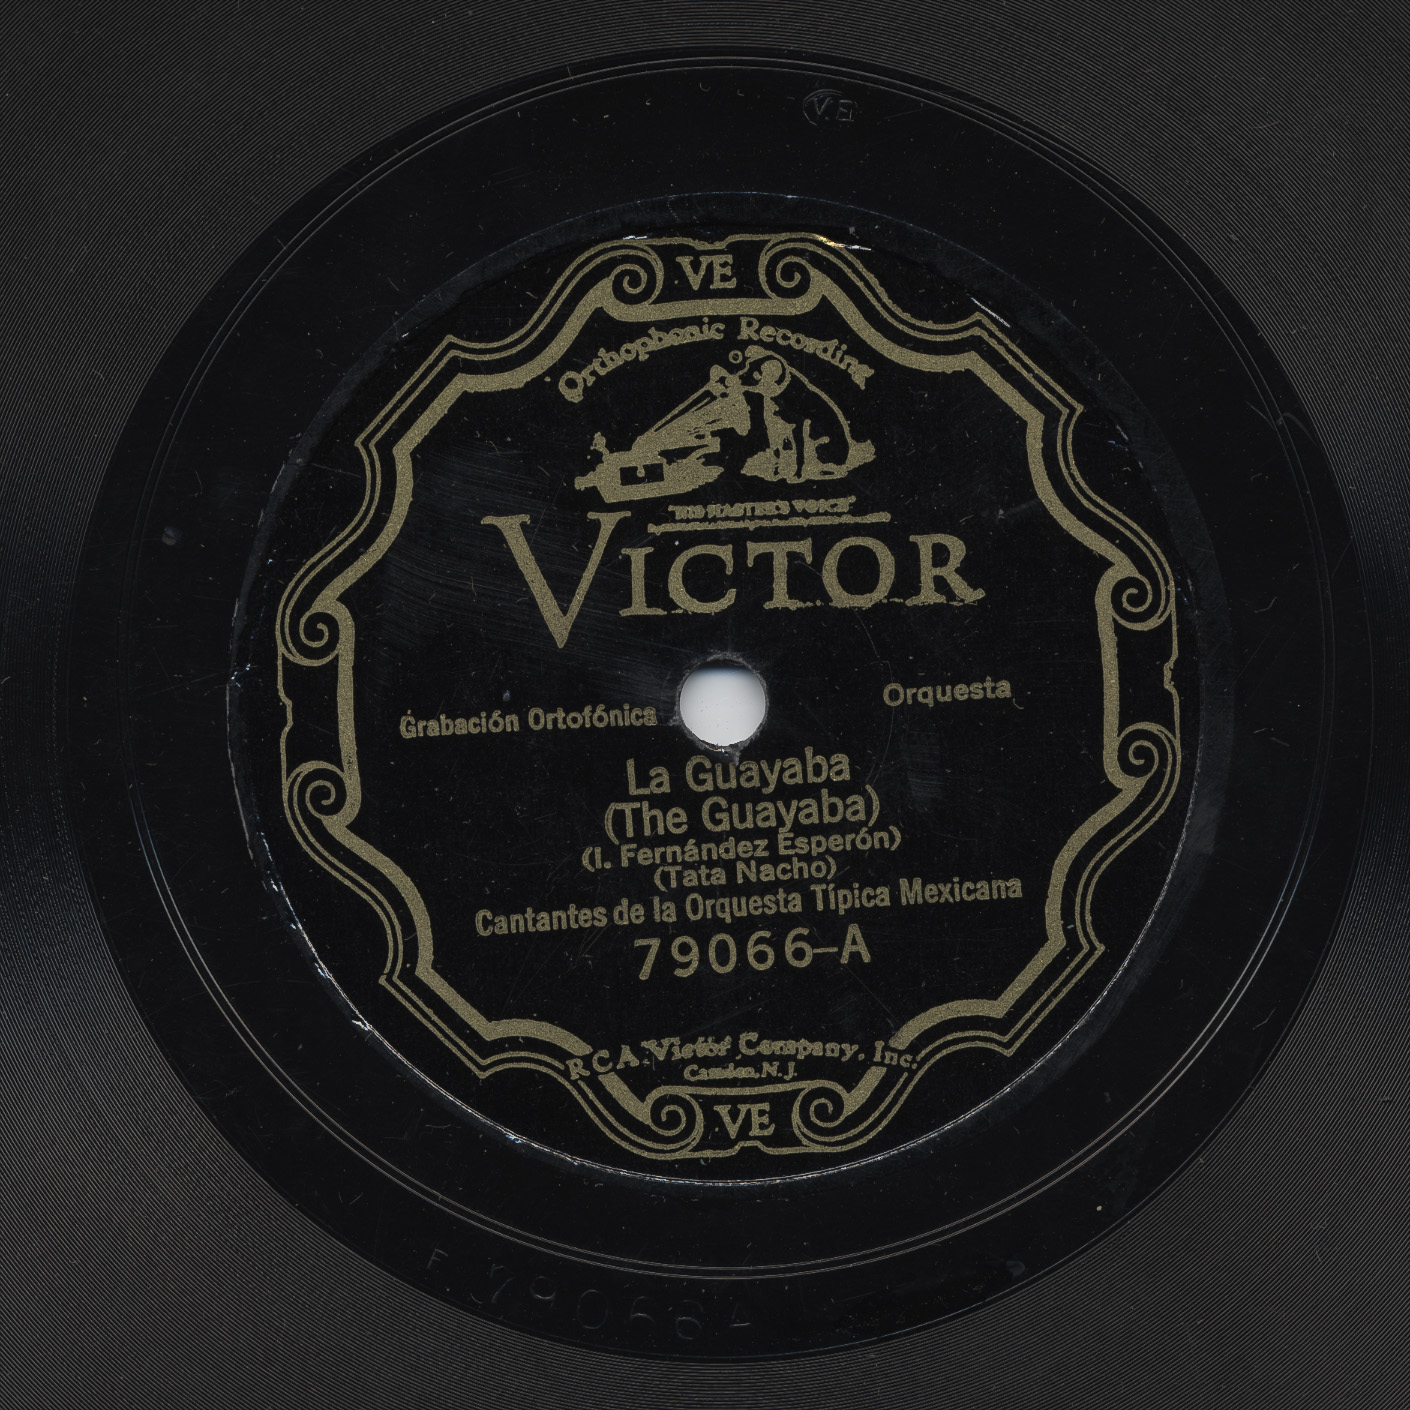 VE
VE
Orthophonic Recording
"HIS MASTER'S VOICE"
VICTOR
Grabación Ortofónica
Orquesta
La Guayaba
(The Guayaba)
(I. Fernández Esperón)
(Tata Nacho)
Cantantes de la Orquesta Típica Mexicana
79066-A
RCA Victor Company, Inc.
Camden, N. J.
VE
F 79066A